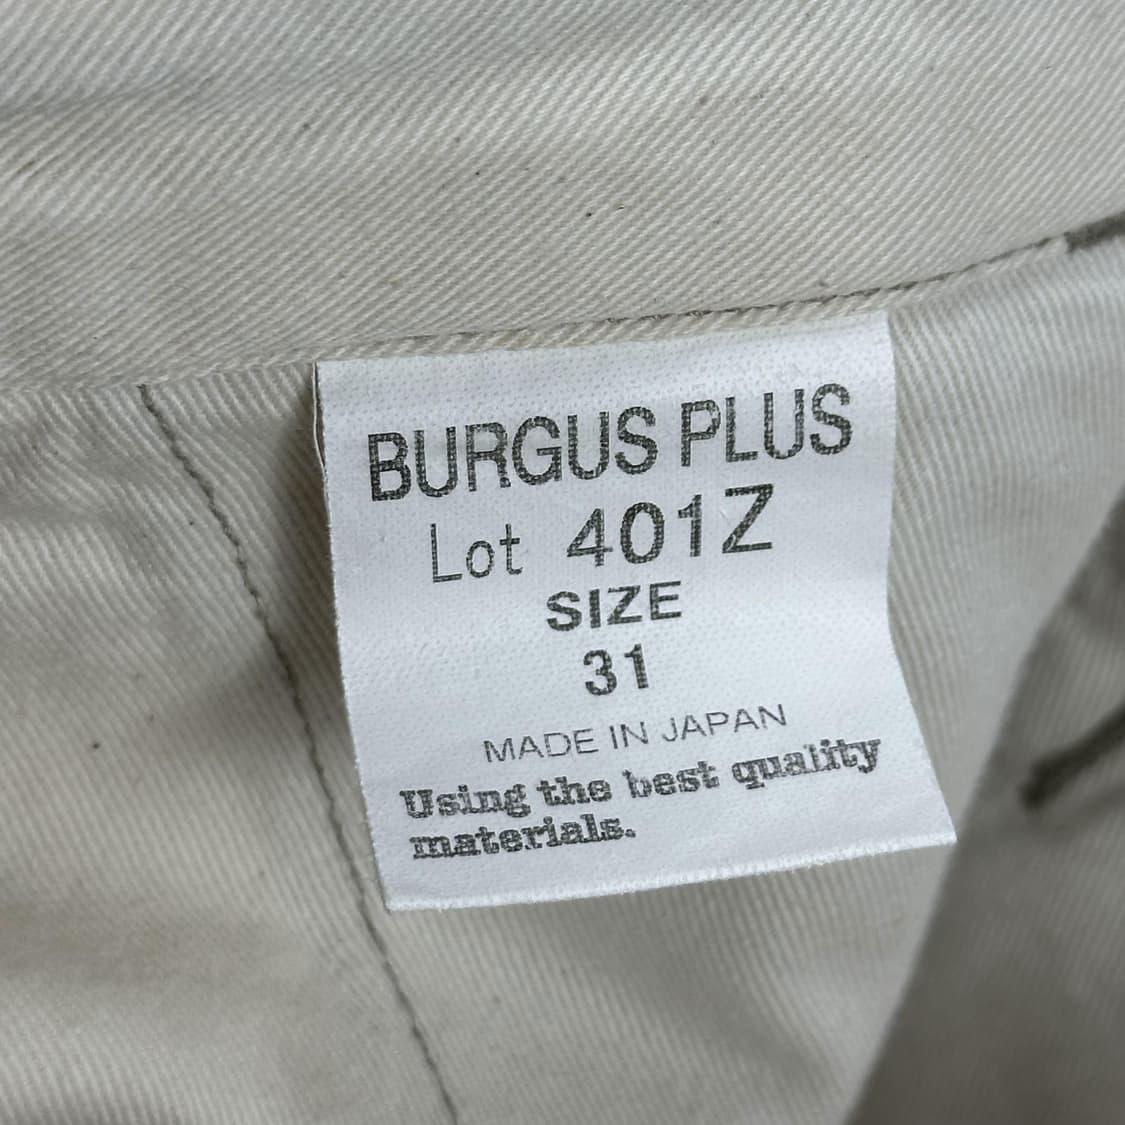 BURGUS PLUS
Lot 401Z
SIZE
31
MADE IN JAPAN
Using the best quality
materials.